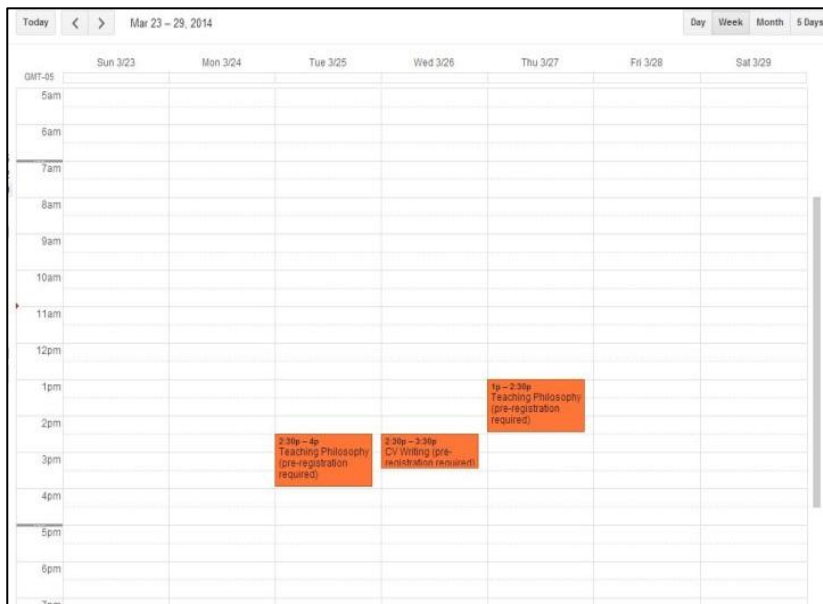 Today < > Mar 23 – 29, 2014 Day Week Month 5 Days
Sun 3/23 Mon 3/24 Tue 3/25 Wed 3/26 Thu 3/27 Fri 3/28 Sat 3/29
GMT-05
5am
6am
7am
8am
9am
10am
11am
12pm
1pm
1p – 2:30p
Teaching Philosophy
(pre-registration
required)
2pm
2:30p – 4p
Teaching Philosophy
(pre-registration
required)
2:30p – 3:30p
CV Writing (pre-
registration required)
3pm
4pm
5pm
6pm
7pm